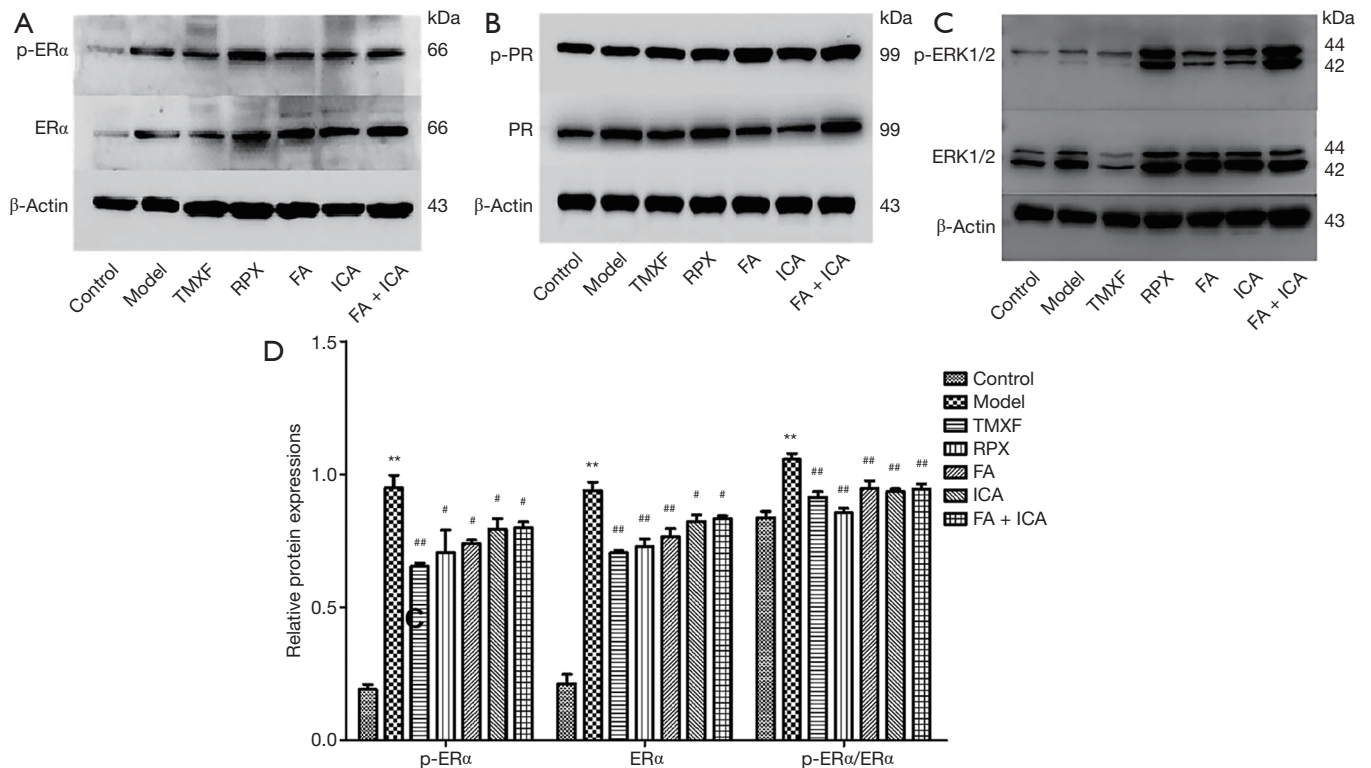 A
kDa
p-ERα
66
ERα
66
β-Actin
43
Control
Model
TMXF
RPX
FA
ICA
FA + ICA
B
kDa
p-PR
99
PR
99
β-Actin
43
Control
Model
TMXF
RPX
FA
ICA
FA + ICA
C
kDa
p-ERK1/2
44
42
ERK1/2
44
42
β-Actin
43
Control
Model
TMXF
RPX
FA
ICA
FA + ICA
D
Relative protein expressions
1.5
1.0
0.5
0.0
**
##
#
#
#
#
**
##
##
##
#
#
**
##
##
##
##
##
C
p-ERα
ERα
p-ERα/ERα
Control
Model
TMXF
RPX
FA
ICA
FA + ICA